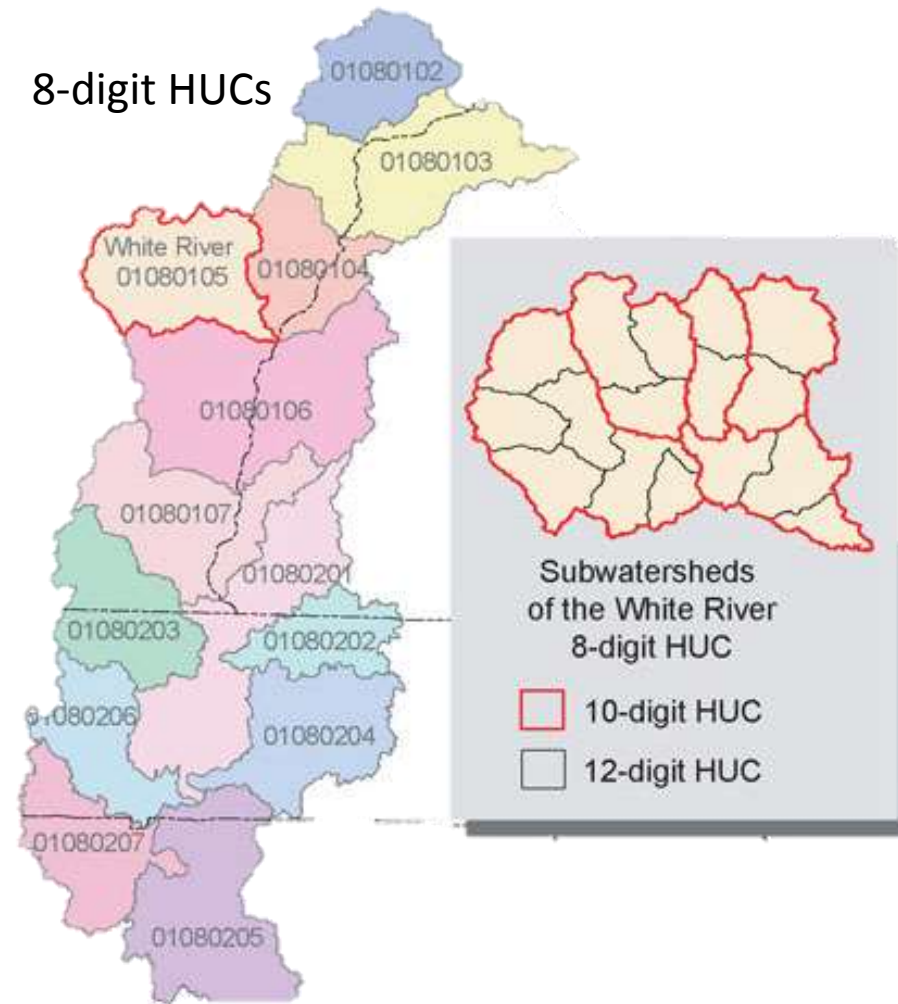 8-digit HUCs
01080102
01080103
White River
01080105
01080104
01080106
01080107
01080201
01080203
01080202
01080206
01080204
01080207
01080205
Subwatersheds
of the White River
8-digit HUC
10-digit HUC
12-digit HUC